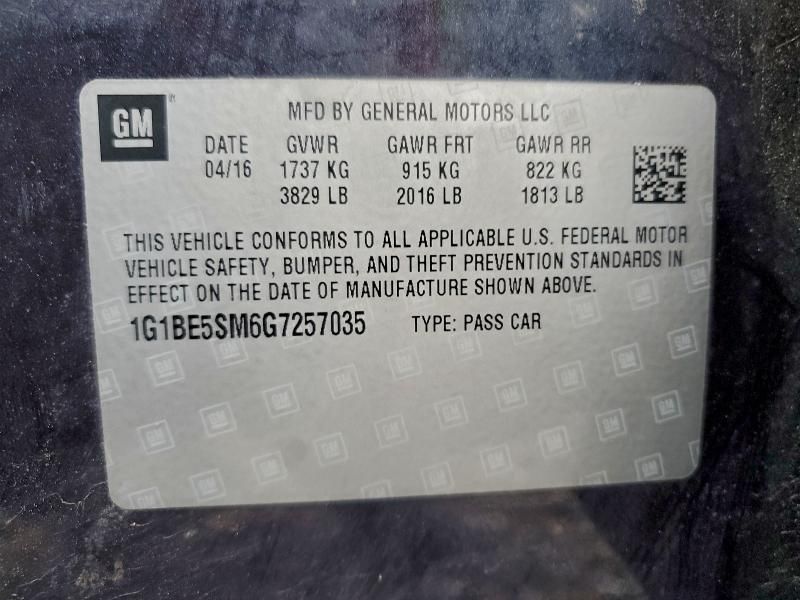 GM
MFD BY GENERAL MOTORS LLC
DATE GVWR GAWR FRT GAWR RR
04/16 1737 KG 915 KG 822 KG
3829 LB 2016 LB 1813 LB
THIS VEHICLE CONFORMS TO ALL APPLICABLE U.S. FEDERAL MOTOR
VEHICLE SAFETY, BUMPER, AND THEFT PREVENTION STANDARDS IN
EFFECT ON THE DATE OF MANUFACTURE SHOWN ABOVE.
1G1BE5SM6G7257035 TYPE: PASS CAR